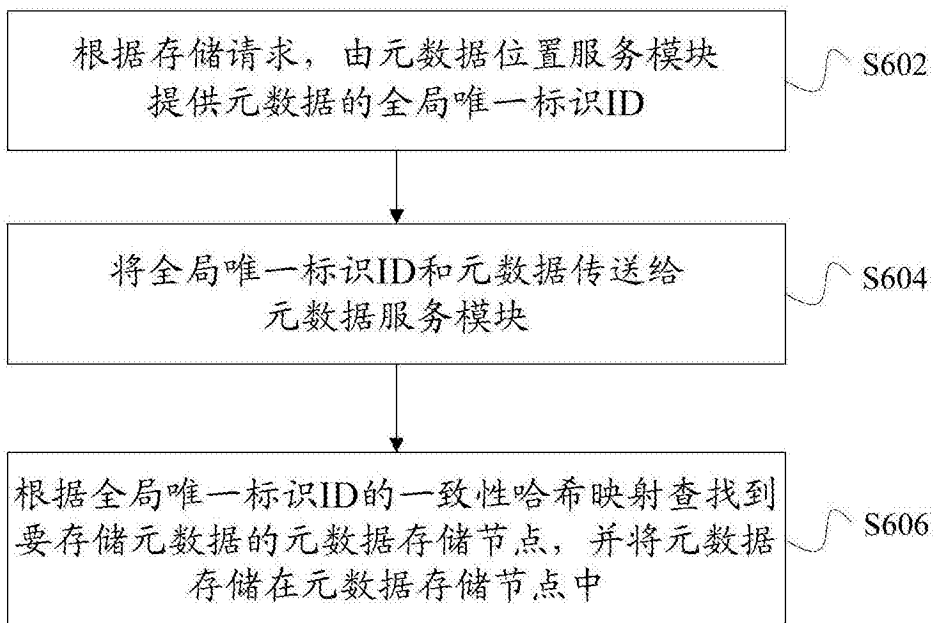 根据存储请求，由元数据位置服务模块
提供元数据的全局唯一标识ID
S602
将全局唯一标识ID和元数据传送给
元数据服务模块
S604
根据全局唯一标识ID的一致性哈希映射查找到
要存储元数据的元数据存储节点，并将元数据
存储在元数据存储节点中
S606